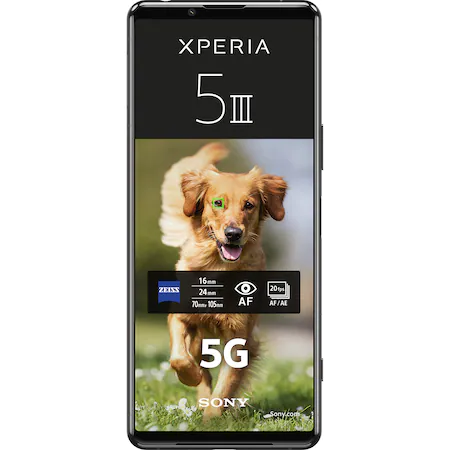 XPERIA
5 III
ZEISS
16mm
24mm
70mm - 105mm
AF
20fps
AF/AE
5G
SONY
Sony.com